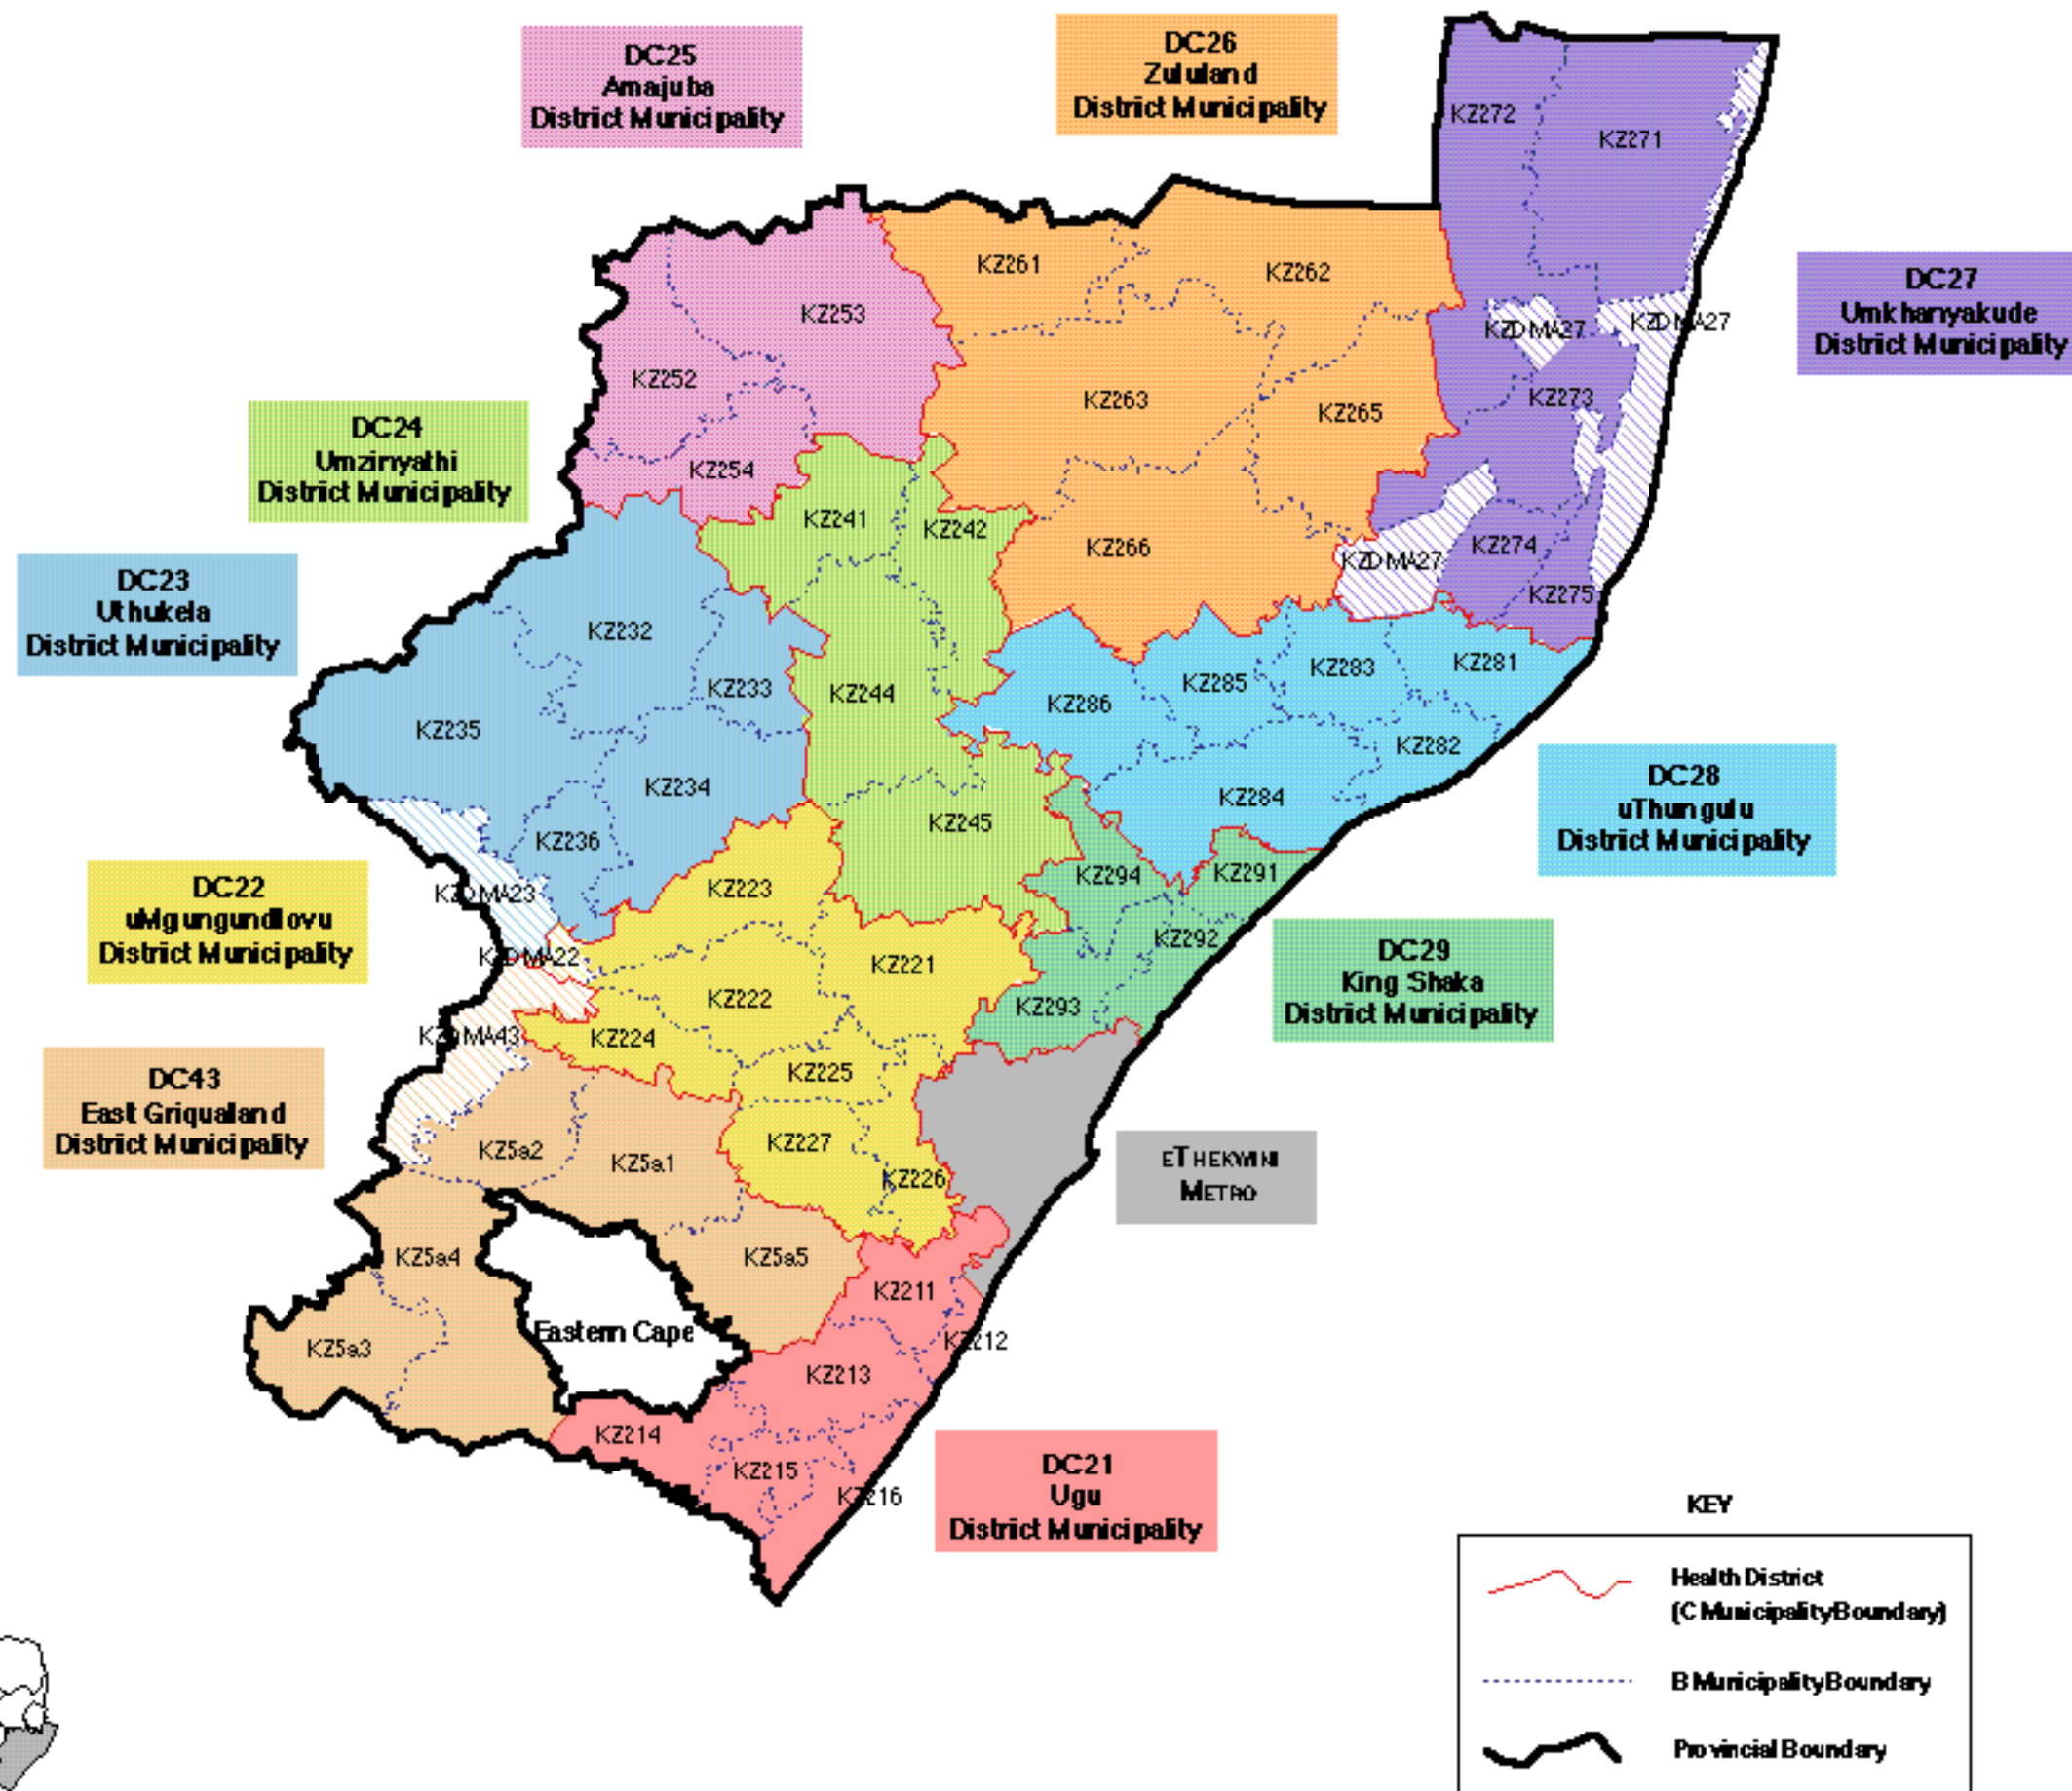 DC25
Amajuba
District Municipality
DC26
Zululand
District Municipality
KZ272
KZ271
KZ261
KZ262
KZ253
DC27
Umkhanyakude
District Municipality
KZDMA27
KZDMA27
KZ252
KZ263
KZ265
KZ273
DC24
Umzinyathi
District Municipality
KZ254
KZ241
KZ242
KZ266
KZDMA27
KZ274
KZ275
DC23
Uthukela
District Municipality
KZ232
KZ233
KZ244
KZ286
KZ285
KZ283
KZ281
KZ235
KZ282
KZ234
KZ284
DC28
uThungulu
District Municipality
KZ236
KZ245
KZ223
KZ294
KZ291
DC22
uMgungundlovu
District Municipality
KZDMA23
KZDMA22
KZ221
KZ292
KZ222
KZ293
DC29
King Shaka
District Municipality
KZDMA43
KZ224
KZ225
DC43
East Griqualand
District Municipality
KZ5a2
KZ5a1
KZ227
KZ226
eTHEKWINI
METRO
KZ5a4
KZ5a5
KZ211
KZ5a3
Eastern Cape
KZ212
KZ213
KZ214
KZ215
KZ216
DC21
Ugu
District Municipality
KEY
Health District
(C Municipality Boundary)
B Municipality Boundary
Provincial Boundary